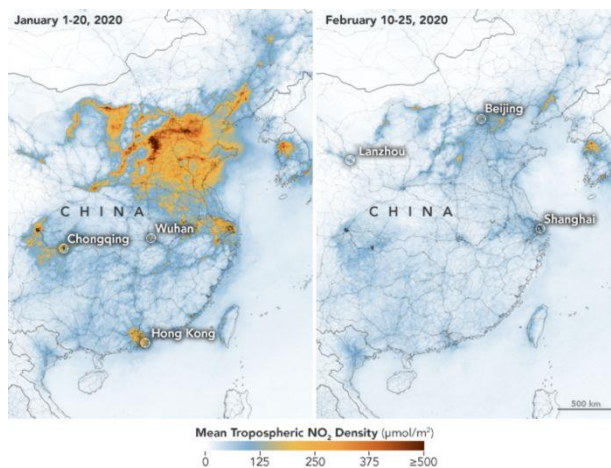 January 1-20, 2020
February 10-25, 2020
Beijing
Lanzhou
CHINA
Wuhan
Chongqing
Hong Kong
CHINA
Shanghai
500 km
Mean Tropospheric NO₂ Density (μmol/m²)
0 125 250 375 ≥500